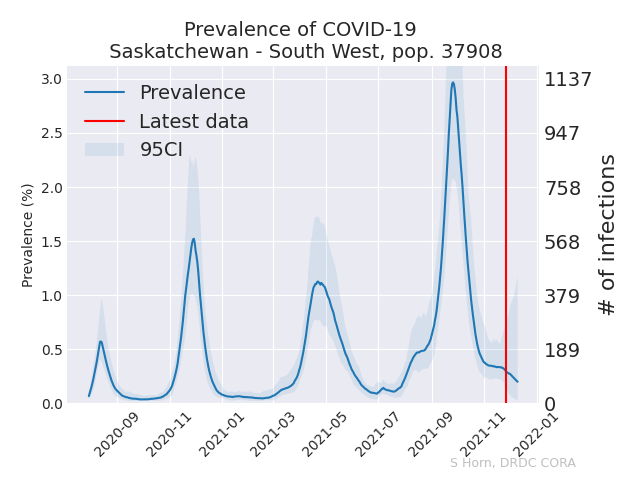 Prevalence of COVID-19
Saskatchewan - South West, pop. 37908
Prevalence
Latest data
95CI
Prevalence (%)
3.0
2.5
2.0
1.5
1.0
0.5
0.0
1137
947
758
568
379
189
0
# of infections
2020-09
2020-11
2021-01
2021-03
2021-05
2021-07
2021-09
2021-11
2022-01
S Horn, DRDC CORA